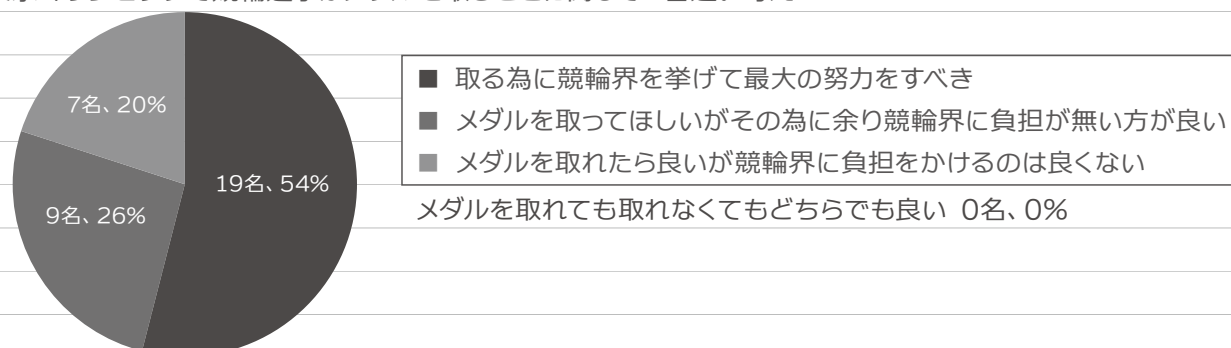 7名、20%
19名、54%
9名、26%
■ 取る為に競輪界を挙げて最大の努力をすべき
■ メダルを取ってほしいがその為に余り競輪界に負担が無い方が良い
■ メダルを取れたら良いが競輪界に負担をかけるのは良くない
メダルを取れても取れなくてもどちらでも良い 0名、0%